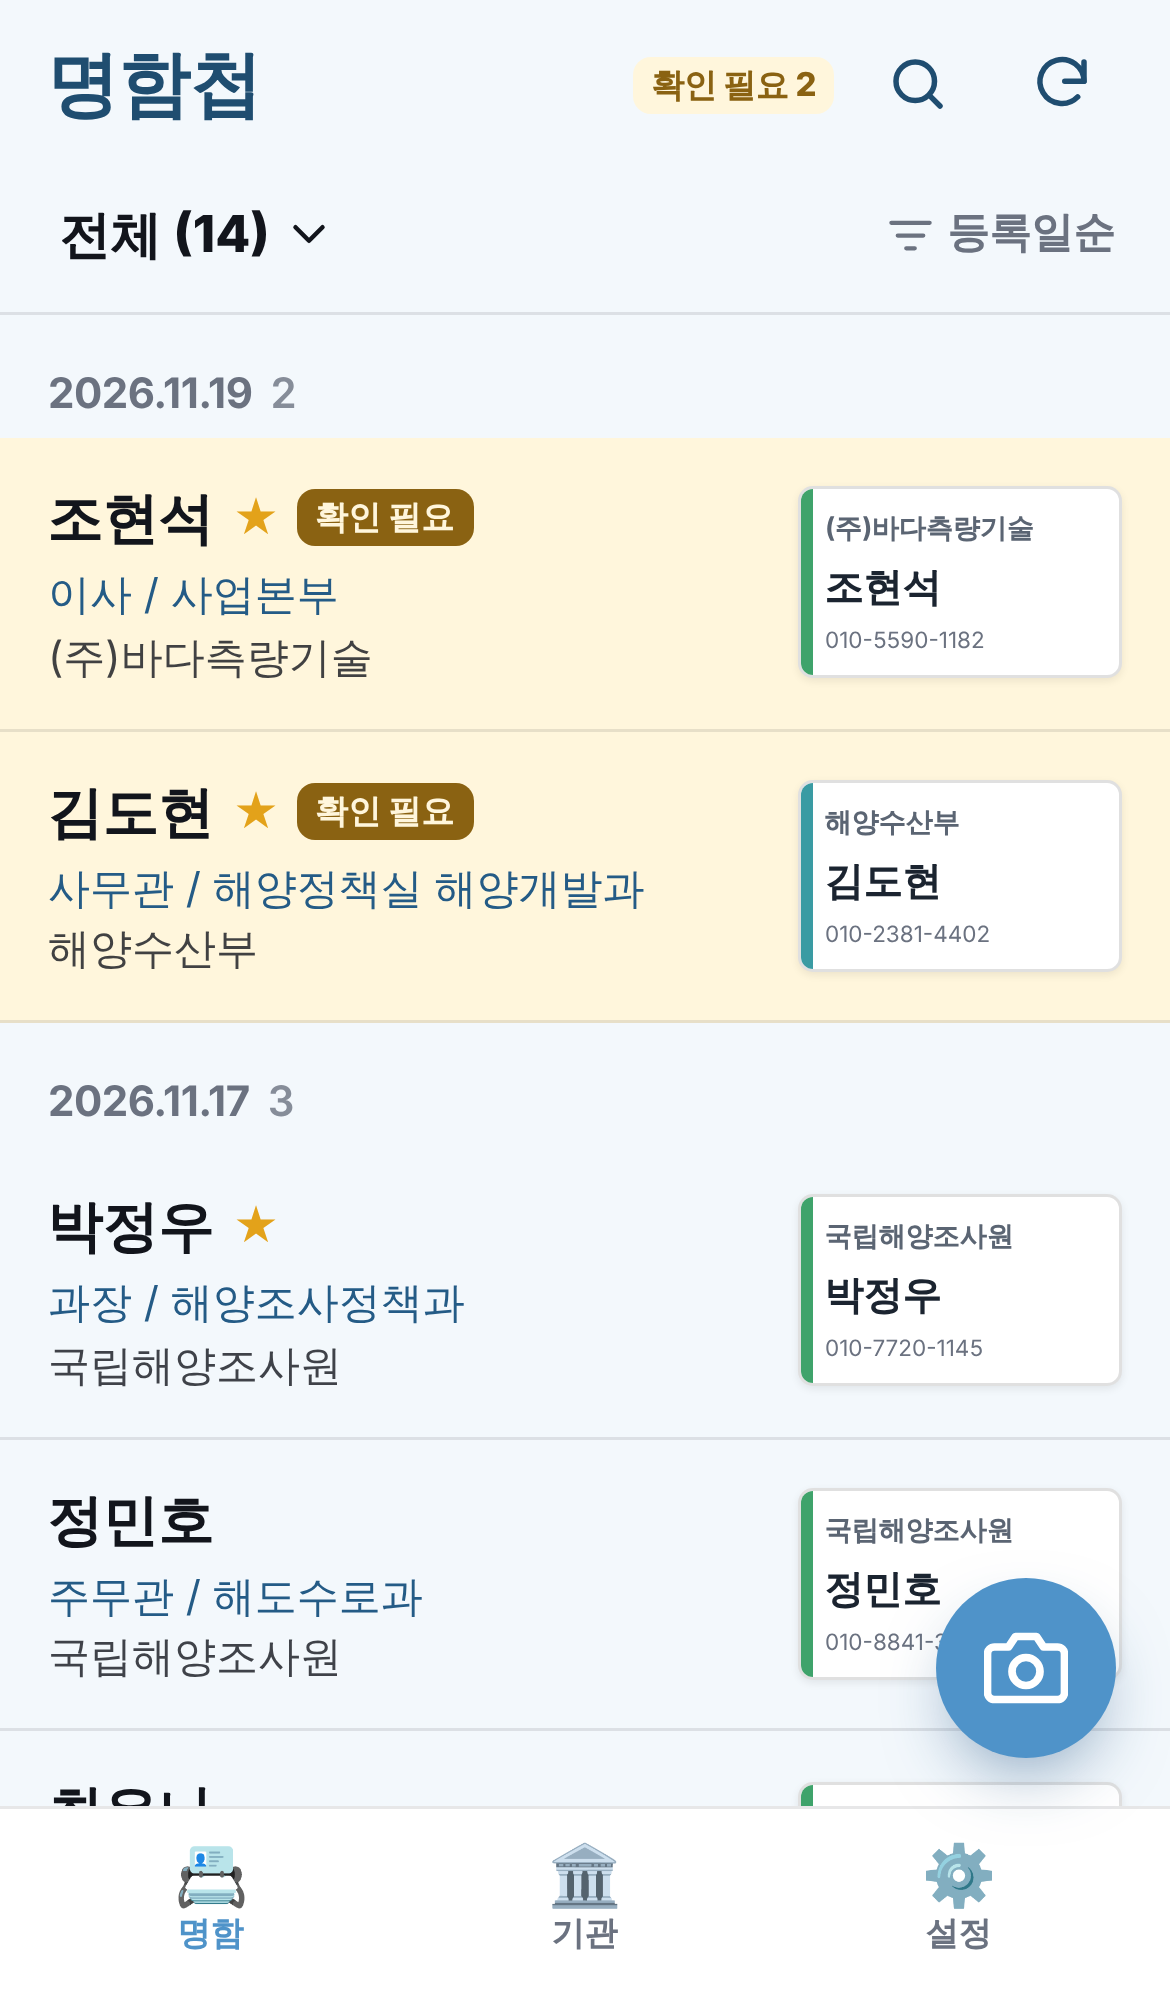 명함첩
확인 필요 2
전체 (14)
등록일순
2026.11.19 2
조현석 ★ 확인 필요
이사 / 사업본부
(주)바다측량기술
(주)바다측량기술
조현석
010-5590-1182
김도현 ★ 확인 필요
사무관 / 해양정책실 해양개발과
해양수산부
해양수산부
김도현
010-2381-4402
2026.11.17 3
박정우 ★
과장 / 해양조사정책과
국립해양조사원
국립해양조사원
박정우
010-7720-1145
정민호
주무관 / 해도수로과
국립해양조사원
국립해양조사원
정민호
010-8841-
명함
기관
설정